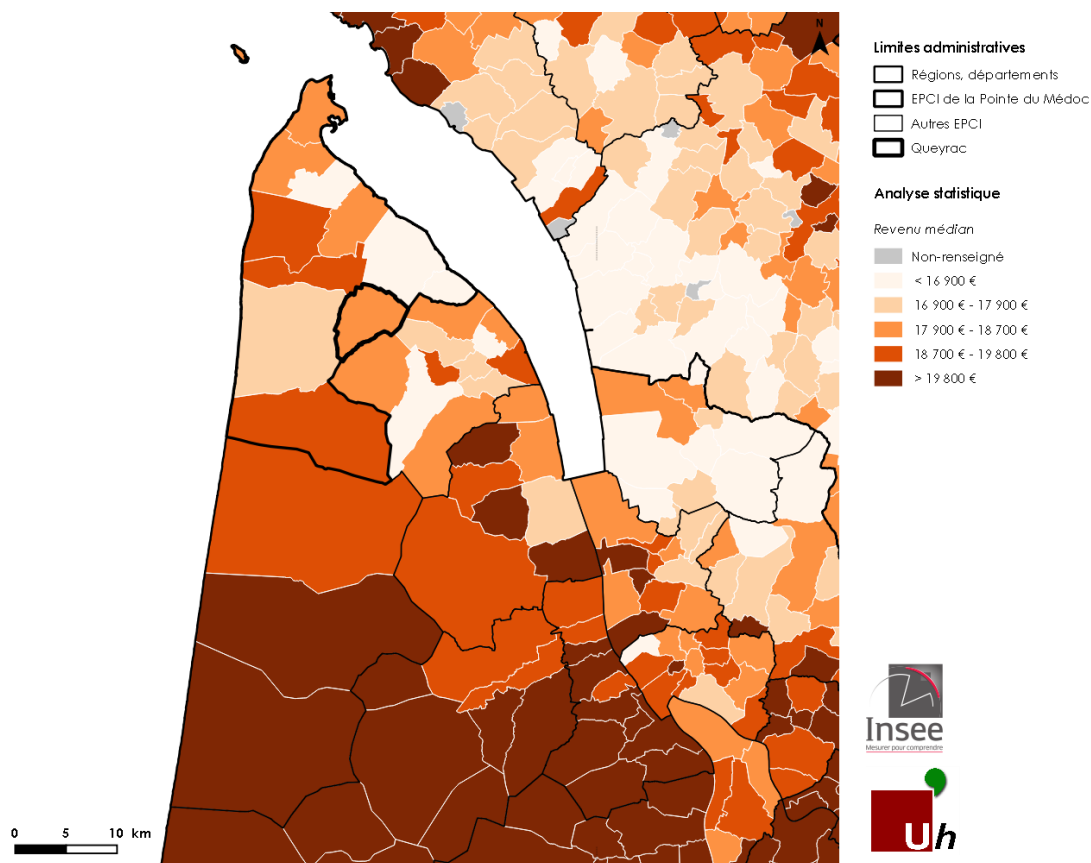 N
Limites administratives
Régions, départements
EPCI de la Pointe du Médoc
Autres EPCI
Queyrac
Analyse statistique
Revenu médian
Non-renseigné
< 16 900 €
16 900 € - 17 900 €
17 900 € - 18 700 €
18 700 € - 19 800 €
> 19 800 €
Insee
Mesurer pour comprendre
Uh
0 5 10 km